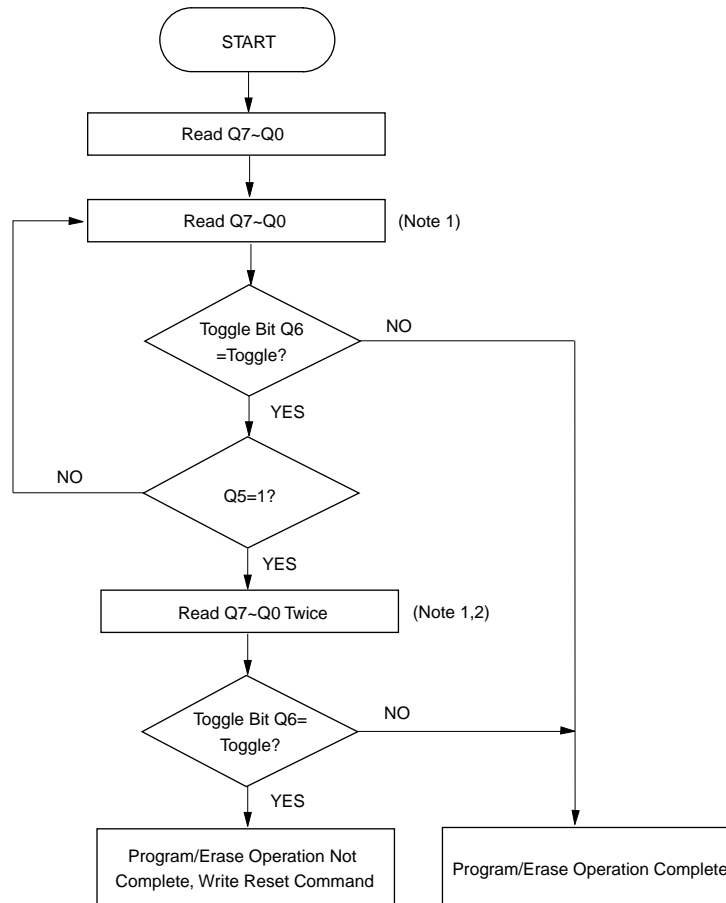 START
Read Q7~Q0
Read Q7~Q0
(Note 1)
Toggle Bit Q6
=Toggle?
NO
YES
NO
Q5=1?
YES
Read Q7~Q0 Twice
(Note 1,2)
Toggle Bit Q6=
Toggle?
NO
YES
Program/Erase Operation Not
Complete, Write Reset Command
Program/Erase Operation Complete